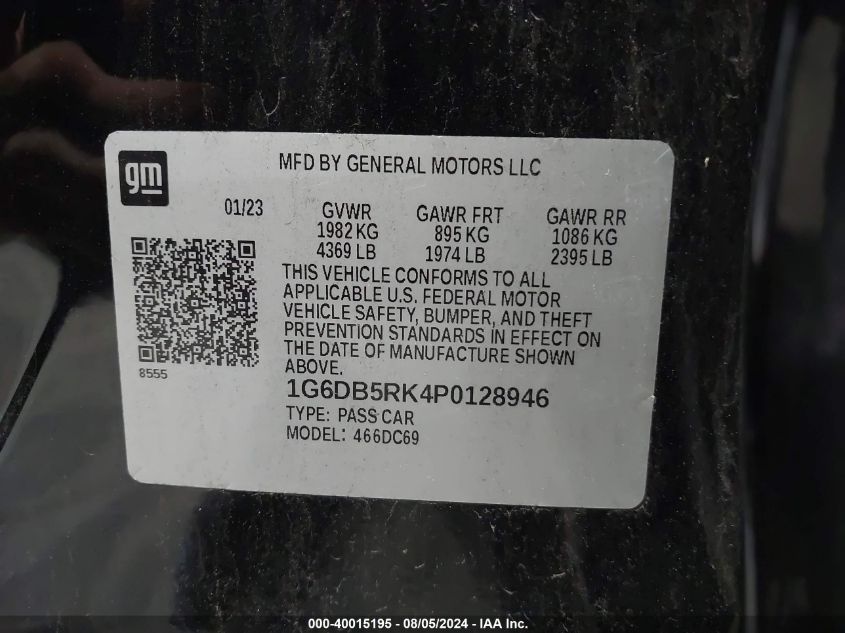 gm
MFD BY GENERAL MOTORS LLC
01/23 GVWR GAWR FRT GAWR RR
1982 KG 895 KG 1086 KG
4369 LB 1974 LB 2395 LB
THIS VEHICLE CONFORMS TO ALL
APPLICABLE U.S. FEDERAL MOTOR
VEHICLE SAFETY, BUMPER, AND THEFT
PREVENTION STANDARDS IN EFFECT ON
THE DATE OF MANUFACTURE SHOWN
ABOVE.
8555
1G6DB5RK4P0128946
TYPE: PASS CAR
MODEL: 466DC69
000-40015195 - 08/05/2024 - IAA Inc.